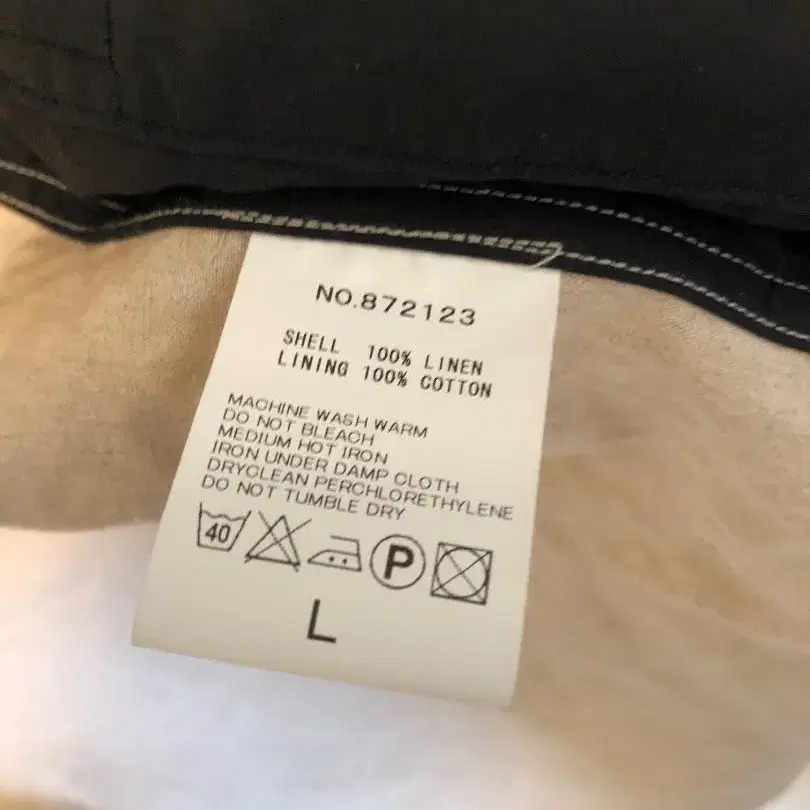 NO.872123
SHELL 100% LINEN
LINING 100% COTTON
MACHINE WASH WARM
DO NOT BLEACH
MEDIUM HOT IRON
IRON UNDER DAMP CLOTH
DRYCLEAN PERCHLORETHYLENE
DO NOT TUMBLE DRY
40 P
L